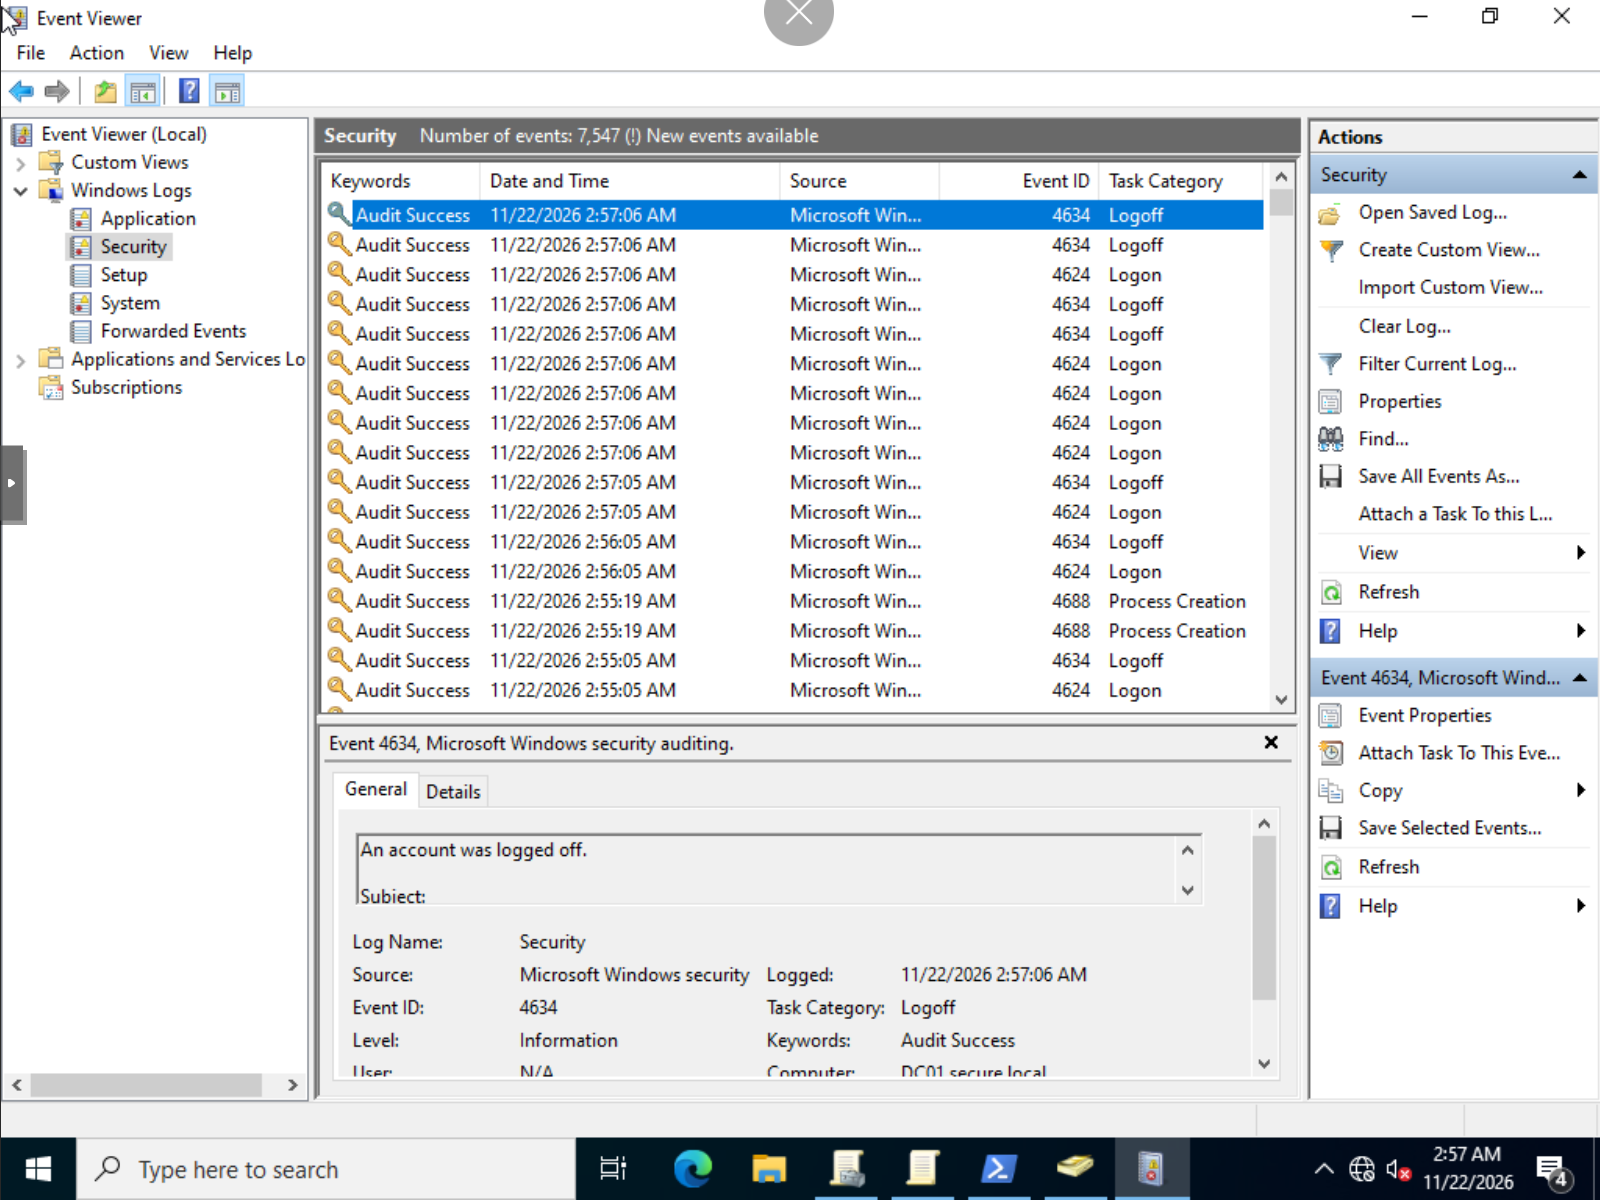 Event Viewer
File Action View Help
Event Viewer (Local)
Custom Views
Windows Logs
Application
Security
Setup
System
Forwarded Events
Applications and Services Lo
Subscriptions
Security Number of events: 7,547 (!) New events available
Keywords Date and Time Source Event ID Task Category
Audit Success 11/22/2026 2:57:06 AM Microsoft Win... 4634 Logoff
Audit Success 11/22/2026 2:57:06 AM Microsoft Win... 4634 Logoff
Audit Success 11/22/2026 2:57:06 AM Microsoft Win... 4624 Logon
Audit Success 11/22/2026 2:57:06 AM Microsoft Win... 4634 Logoff
Audit Success 11/22/2026 2:57:06 AM Microsoft Win... 4634 Logoff
Audit Success 11/22/2026 2:57:06 AM Microsoft Win... 4624 Logon
Audit Success 11/22/2026 2:57:06 AM Microsoft Win... 4624 Logon
Audit Success 11/22/2026 2:57:06 AM Microsoft Win... 4624 Logon
Audit Success 11/22/2026 2:57:06 AM Microsoft Win... 4624 Logon
Audit Success 11/22/2026 2:57:05 AM Microsoft Win... 4634 Logoff
Audit Success 11/22/2026 2:57:05 AM Microsoft Win... 4624 Logon
Audit Success 11/22/2026 2:56:05 AM Microsoft Win... 4634 Logoff
Audit Success 11/22/2026 2:56:05 AM Microsoft Win... 4624 Logon
Audit Success 11/22/2026 2:55:19 AM Microsoft Win... 4688 Process Creation
Audit Success 11/22/2026 2:55:19 AM Microsoft Win... 4688 Process Creation
Audit Success 11/22/2026 2:55:05 AM Microsoft Win... 4634 Logoff
Audit Success 11/22/2026 2:55:05 AM Microsoft Win... 4624 Logon
Event 4634, Microsoft Windows security auditing.
General Details
An account was logged off.
Subject:
Log Name: Security
Source: Microsoft Windows security Logged: 11/22/2026 2:57:06 AM
Event ID: 4634 Task Category: Logoff
Level: Information Keywords: Audit Success
User: N/A Computer: DC01.secure.local
Actions
Security
Open Saved Log...
Create Custom View...
Import Custom View...
Clear Log...
Filter Current Log...
Properties
Find...
Save All Events As...
Attach a Task To this L...
View
Refresh
Help
Event 4634, Microsoft Wind...
Event Properties
Attach Task To This Eve...
Copy
Save Selected Events...
Refresh
Help
Type here to search
2:57 AM
11/22/2026
4